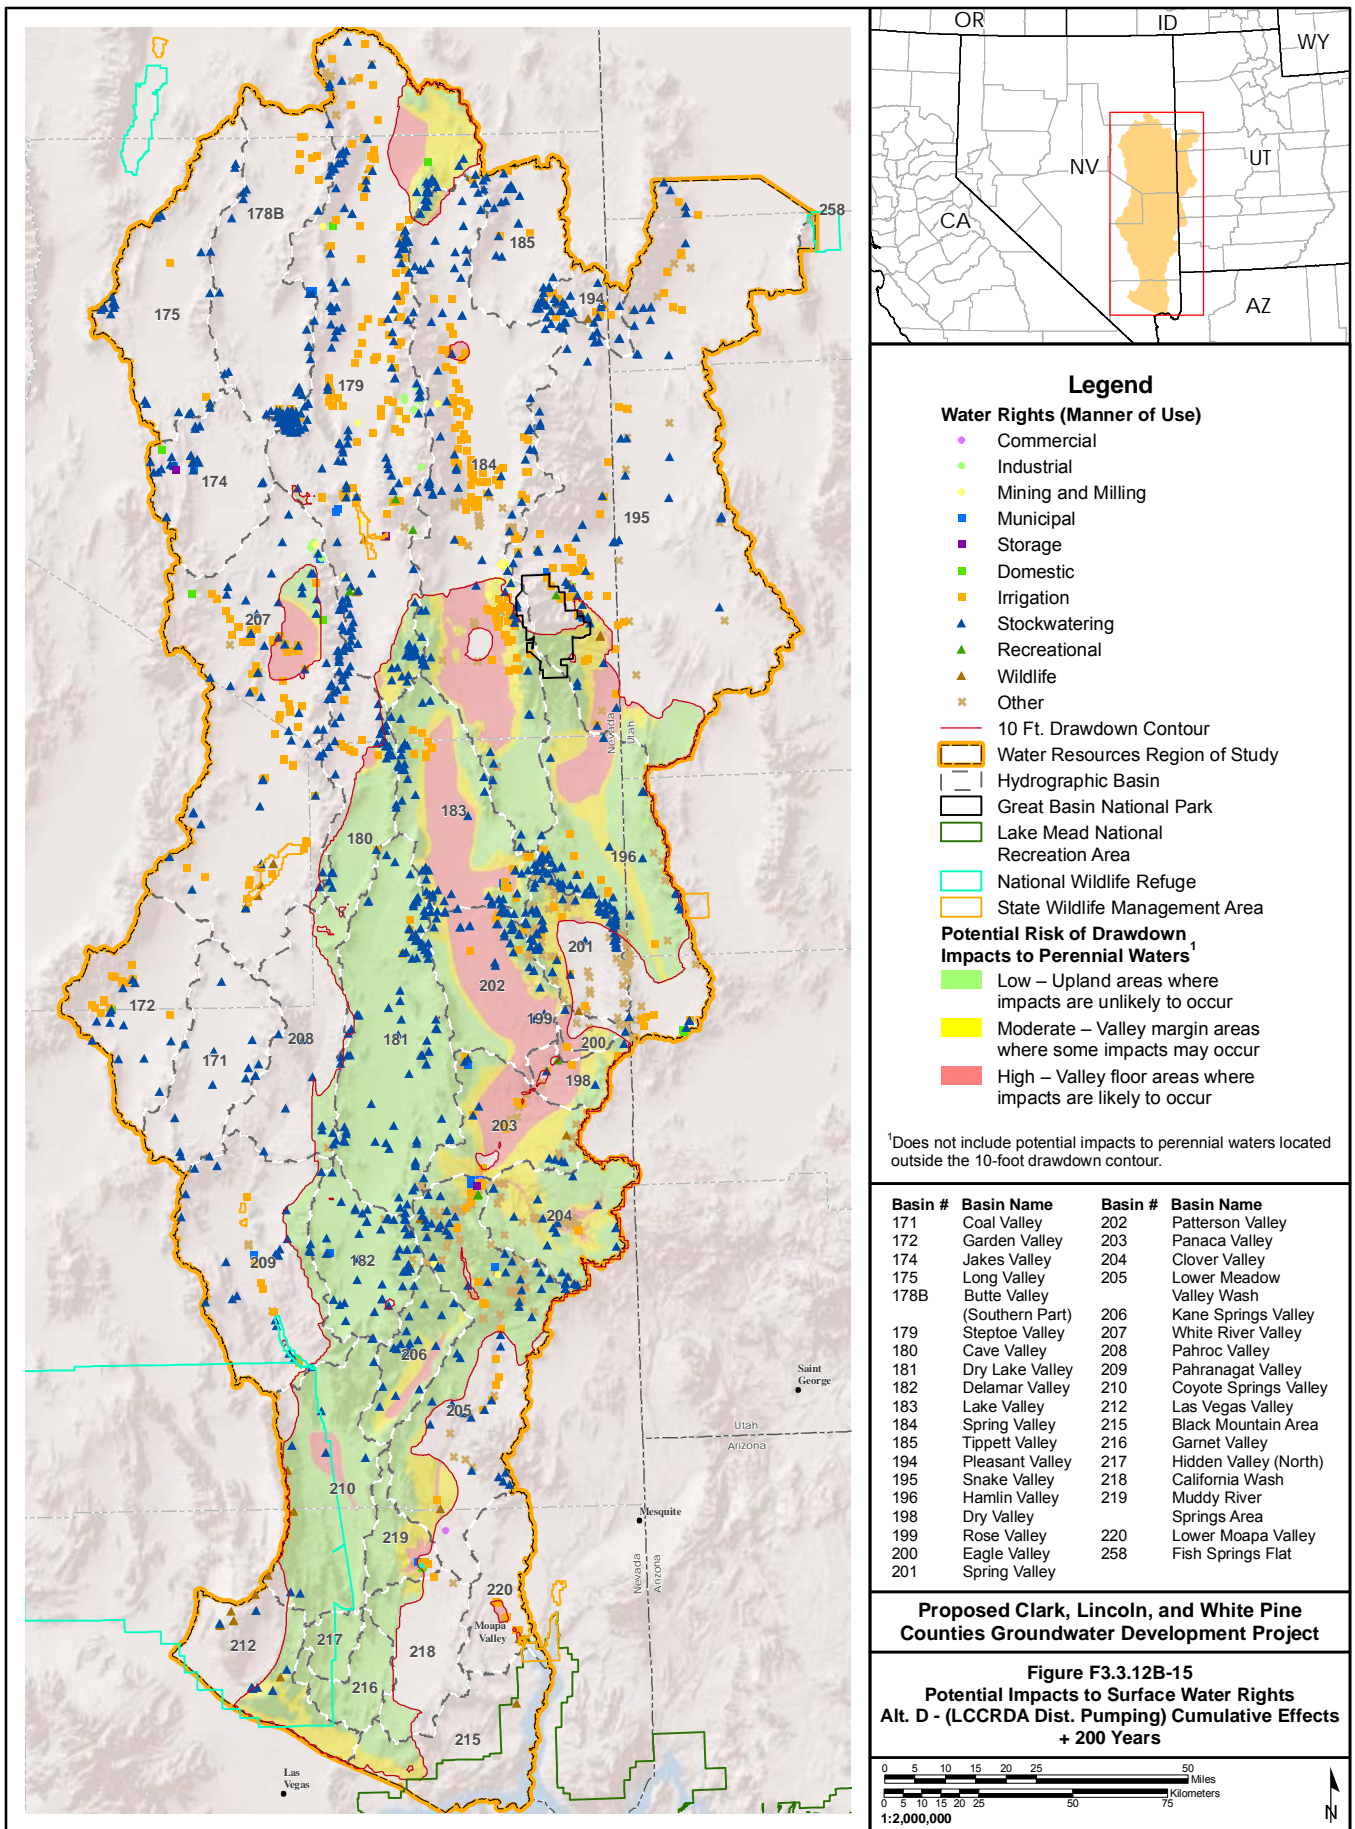 OR
ID
WY
NV
UT
CA
AZ
258
178B
185
175
194
179
184
174
195
207
183
180
196
201
202
172
199
208
181
200
171
198
203
204
209
182
206
205
210
219
220
212
217
218
216
215
Nevada
Utah
Saint
George
Utah
Arizona
Mesquite
Nevada
Arizona
Moapa
Valley
Las
Vegas
Legend
Water Rights (Manner of Use)
Commercial
Industrial
Mining and Milling
Municipal
Storage
Domestic
Irrigation
Stockwatering
Recreational
Wildlife
Other
10 Ft. Drawdown Contour
Water Resources Region of Study
Hydrographic Basin
Great Basin National Park
Lake Mead National
Recreation Area
National Wildlife Refuge
State Wildlife Management Area
Potential Risk of Drawdown
Impacts to Perennial Waters1
Low – Upland areas where
impacts are unlikely to occur
Moderate – Valley margin areas
where some impacts may occur
High – Valley floor areas where
impacts are likely to occur
1Does not include potential impacts to perennial waters located
outside the 10-foot drawdown contour.
Basin # Basin Name Basin # Basin Name
171 Coal Valley 202 Patterson Valley
172 Garden Valley 203 Panaca Valley
174 Jakes Valley 204 Clover Valley
175 Long Valley 205 Lower Meadow
178B Butte Valley Valley Wash
(Southern Part) 206 Kane Springs Valley
179 Steptoe Valley 207 White River Valley
180 Cave Valley 208 Pahroc Valley
181 Dry Lake Valley 209 Pahranagat Valley
182 Delamar Valley 210 Coyote Springs Valley
183 Lake Valley 212 Las Vegas Valley
184 Spring Valley 215 Black Mountain Area
185 Tippett Valley 216 Garnet Valley
194 Pleasant Valley 217 Hidden Valley (North)
195 Snake Valley 218 California Wash
196 Hamlin Valley 219 Muddy River
198 Dry Valley Springs Area
199 Rose Valley 220 Lower Moapa Valley
200 Eagle Valley 258 Fish Springs Flat
201 Spring Valley
Proposed Clark, Lincoln, and White Pine
Counties Groundwater Development Project
Figure F3.3.12B-15
Potential Impacts to Surface Water Rights
Alt. D - (LCCRDA Dist. Pumping) Cumulative Effects
+ 200 Years
0 5 10 15 20 25 50
Miles
Kilometers
0 5 10 15 20 25 50 75
1:2,000,000
N